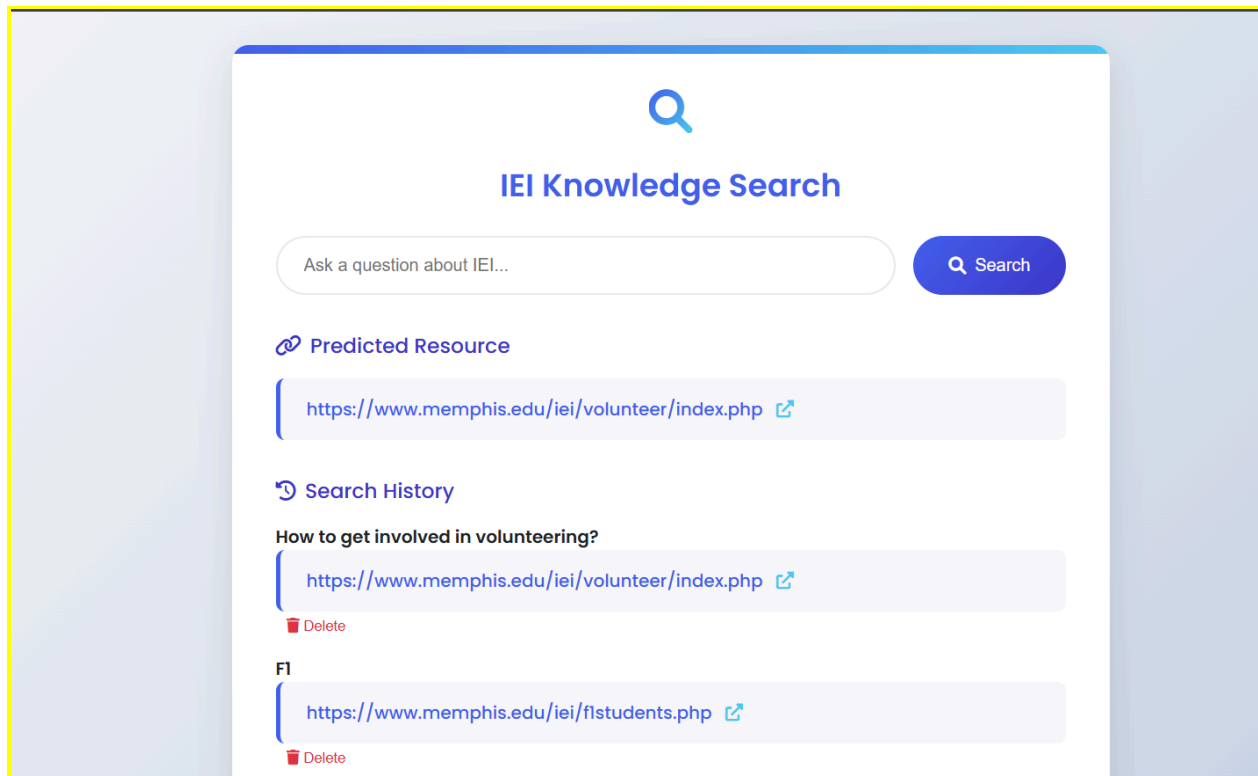 IEI Knowledge Search
Ask a question about IEI...
Search
Predicted Resource
https://www.memphis.edu/iei/volunteer/index.php
Search History
How to get involved in volunteering?
https://www.memphis.edu/iei/volunteer/index.php
Delete
F1
https://www.memphis.edu/iei/f1students.php
Delete